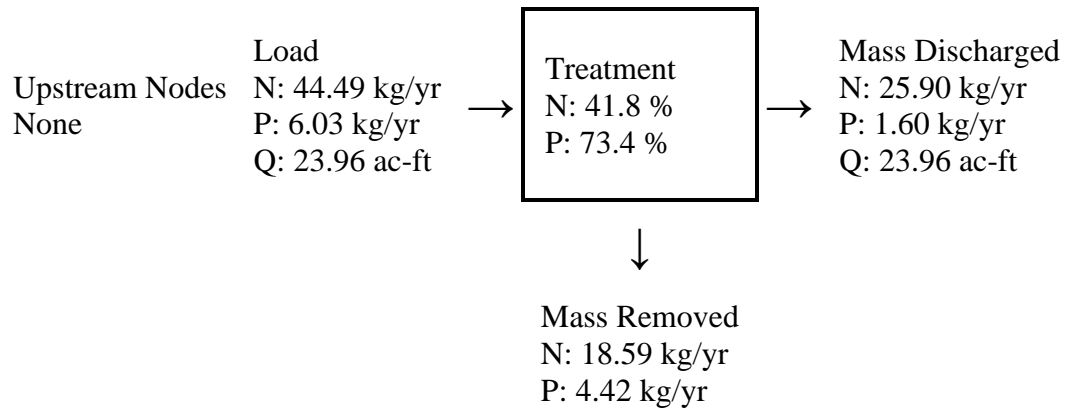 Upstream Nodes
None
Load
N: 44.49 kg/yr
P: 6.03 kg/yr
Q: 23.96 ac-ft
→
Treatment
N: 41.8 %
P: 73.4 %
→
Mass Discharged
N: 25.90 kg/yr
P: 1.60 kg/yr
Q: 23.96 ac-ft
↓
Mass Removed
N: 18.59 kg/yr
P: 4.42 kg/yr